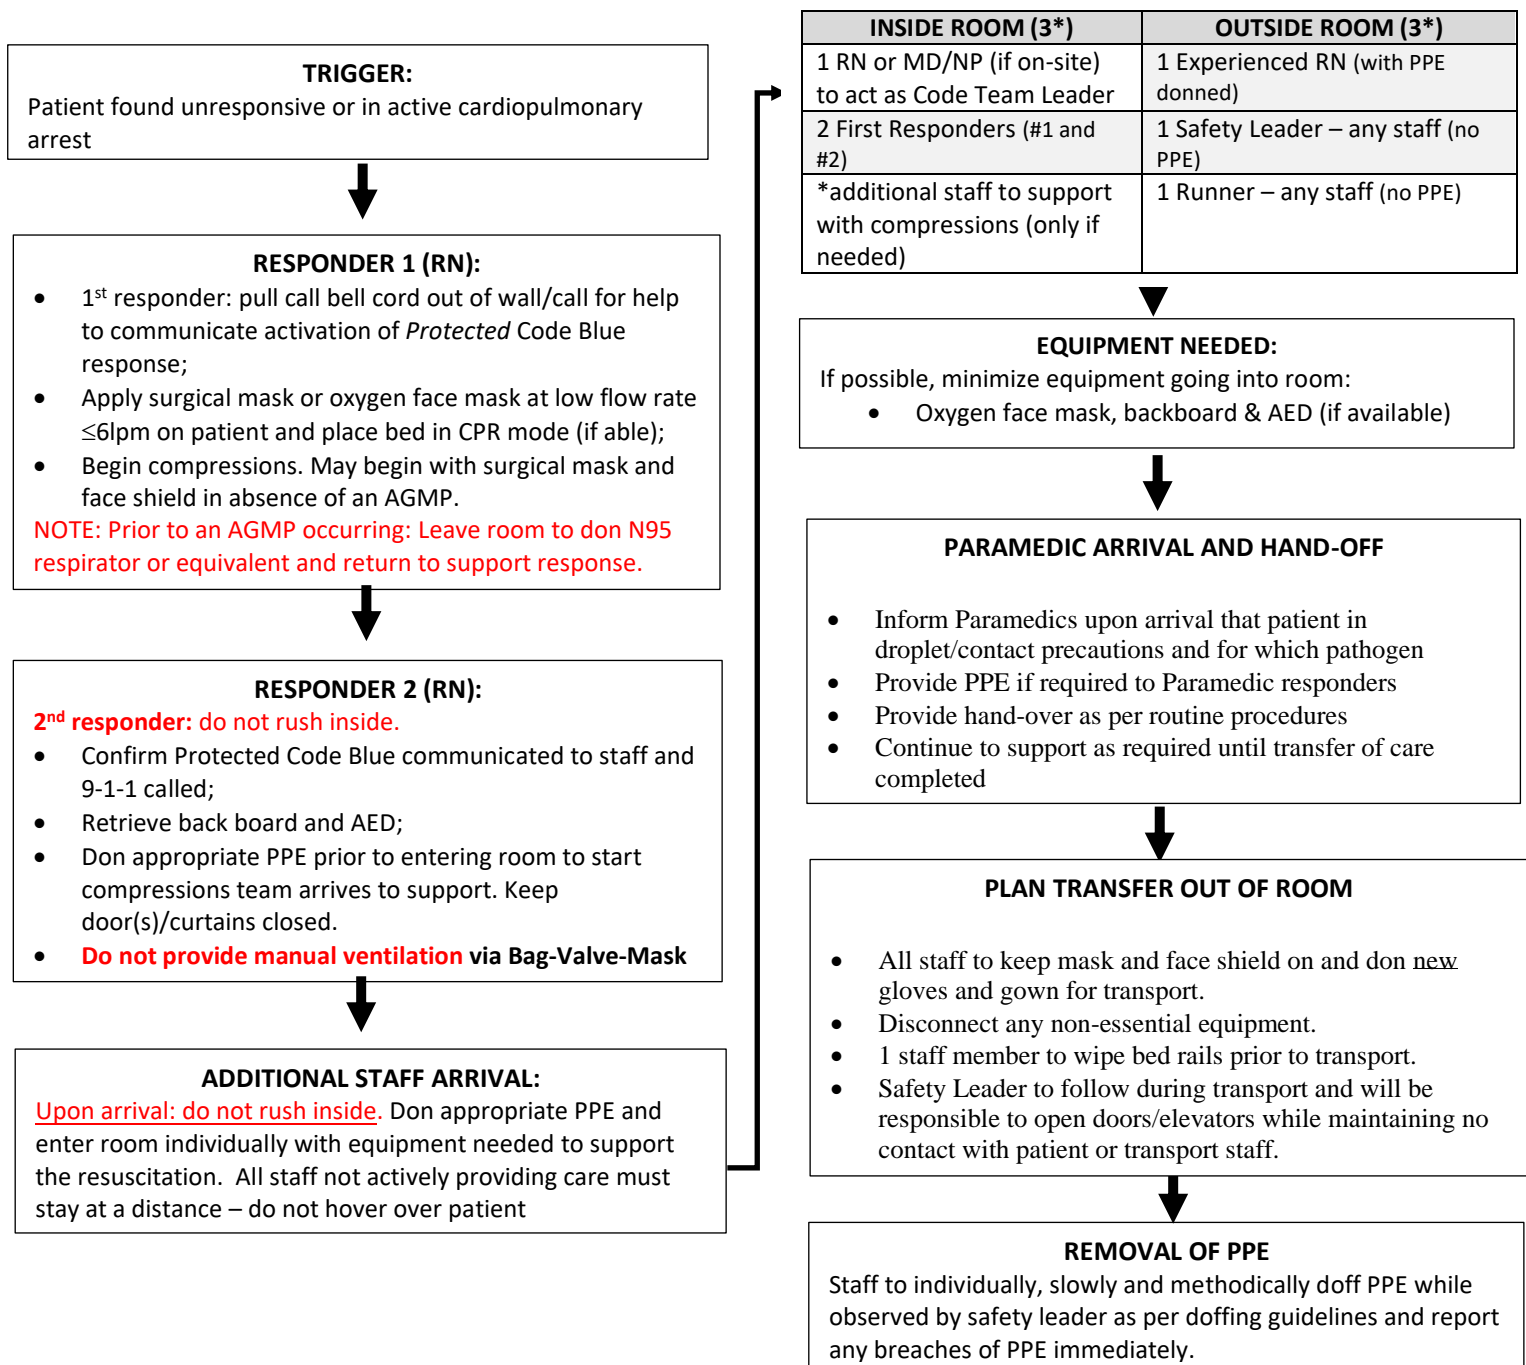 TRIGGER:
Patient found unresponsive or in active cardiopulmonary
arrest
RESPONDER 1 (RN):
• 1st responder: pull call bell cord out of wall/call for help
to communicate activation of Protected Code Blue
response;
• Apply surgical mask or oxygen face mask at low flow rate
≤6lpm on patient and place bed in CPR mode (if able);
• Begin compressions. May begin with surgical mask and
face shield in absence of an AGMP.
NOTE: Prior to an AGMP occurring: Leave room to don N95
respirator or equivalent and return to support response.
RESPONDER 2 (RN):
2nd responder: do not rush inside.
• Confirm Protected Code Blue communicated to staff and
9-1-1 called;
• Retrieve back board and AED;
• Don appropriate PPE prior to entering room to start
compressions team arrives to support. Keep
door(s)/curtains closed.
• Do not provide manual ventilation via Bag-Valve-Mask
ADDITIONAL STAFF ARRIVAL:
Upon arrival: do not rush inside. Don appropriate PPE and
enter room individually with equipment needed to support
the resuscitation. All staff not actively providing care must
stay at a distance – do not hover over patient
INSIDE ROOM (3*)
OUTSIDE ROOM (3*)
1 RN or MD/NP (if on-site)
to act as Code Team Leader
1 Experienced RN (with PPE
donned)
2 First Responders (#1 and
#2)
1 Safety Leader – any staff (no
PPE)
*additional staff to support
with compressions (only if
needed)
1 Runner – any staff (no PPE)
EQUIPMENT NEEDED:
If possible, minimize equipment going into room:
• Oxygen face mask, backboard & AED (if available)
PARAMEDIC ARRIVAL AND HAND-OFF
• Inform Paramedics upon arrival that patient in
droplet/contact precautions and for which pathogen
• Provide PPE if required to Paramedic responders
• Provide hand-over as per routine procedures
• Continue to support as required until transfer of care
completed
PLAN TRANSFER OUT OF ROOM
• All staff to keep mask and face shield on and don new
gloves and gown for transport.
• Disconnect any non-essential equipment.
• 1 staff member to wipe bed rails prior to transport.
• Safety Leader to follow during transport and will be
responsible to open doors/elevators while maintaining no
contact with patient or transport staff.
REMOVAL OF PPE
Staff to individually, slowly and methodically doff PPE while
observed by safety leader as per doffing guidelines and report
any breaches of PPE immediately.